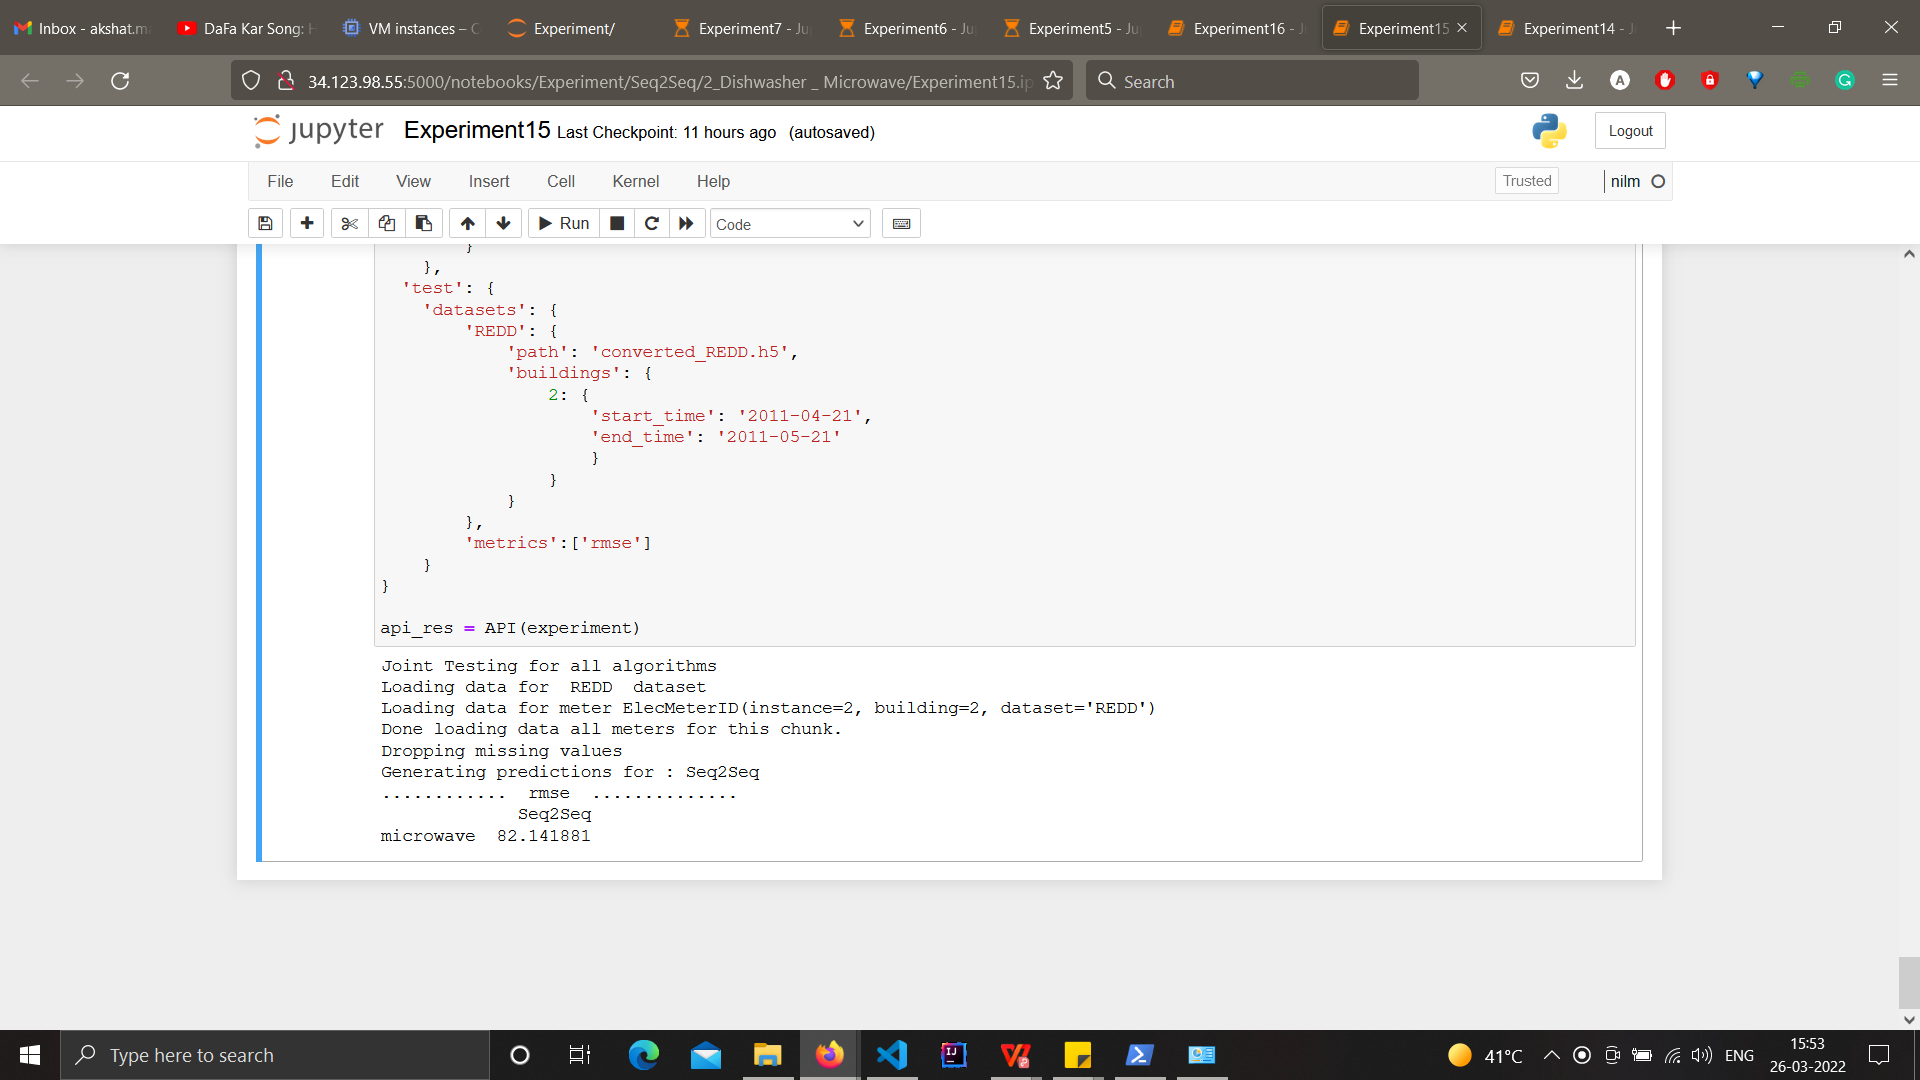 Inbox - akshat.m
DaFa Kar Song:
VM instances –
Experiment/
Experiment7 - Ju
Experiment6 - Ju
Experiment5 - Ju
Experiment16 - J
Experiment15
Experiment14 -
34.123.98.55:5000/notebooks/Experiment/Seq2Seq/2_Dishwasher _ Microwave/Experiment15.ip
Search
jupyter Experiment15 Last Checkpoint: 11 hours ago (autosaved)
Logout
File Edit View Insert Cell Kernel Help
Trusted
nilm
Run
Code
}
},
'test': {
'datasets': {
'REDD': {
'path': 'converted_REDD.h5',
'buildings': {
2: {
'start_time': '2011-04-21',
'end_time': '2011-05-21'
}
}
}
},
'metrics':['rmse']
}
}
api_res = API(experiment)
Joint Testing for all algorithms
Loading data for  REDD  dataset
Loading data for meter ElecMeterID(instance=2, building=2, dataset='REDD')
Done loading data all meters for this chunk.
Dropping missing values
Generating predictions for : Seq2Seq
............  rmse  ..............
Seq2Seq
microwave  82.141881
Type here to search
41°C
ENG
15:53
26-03-2022